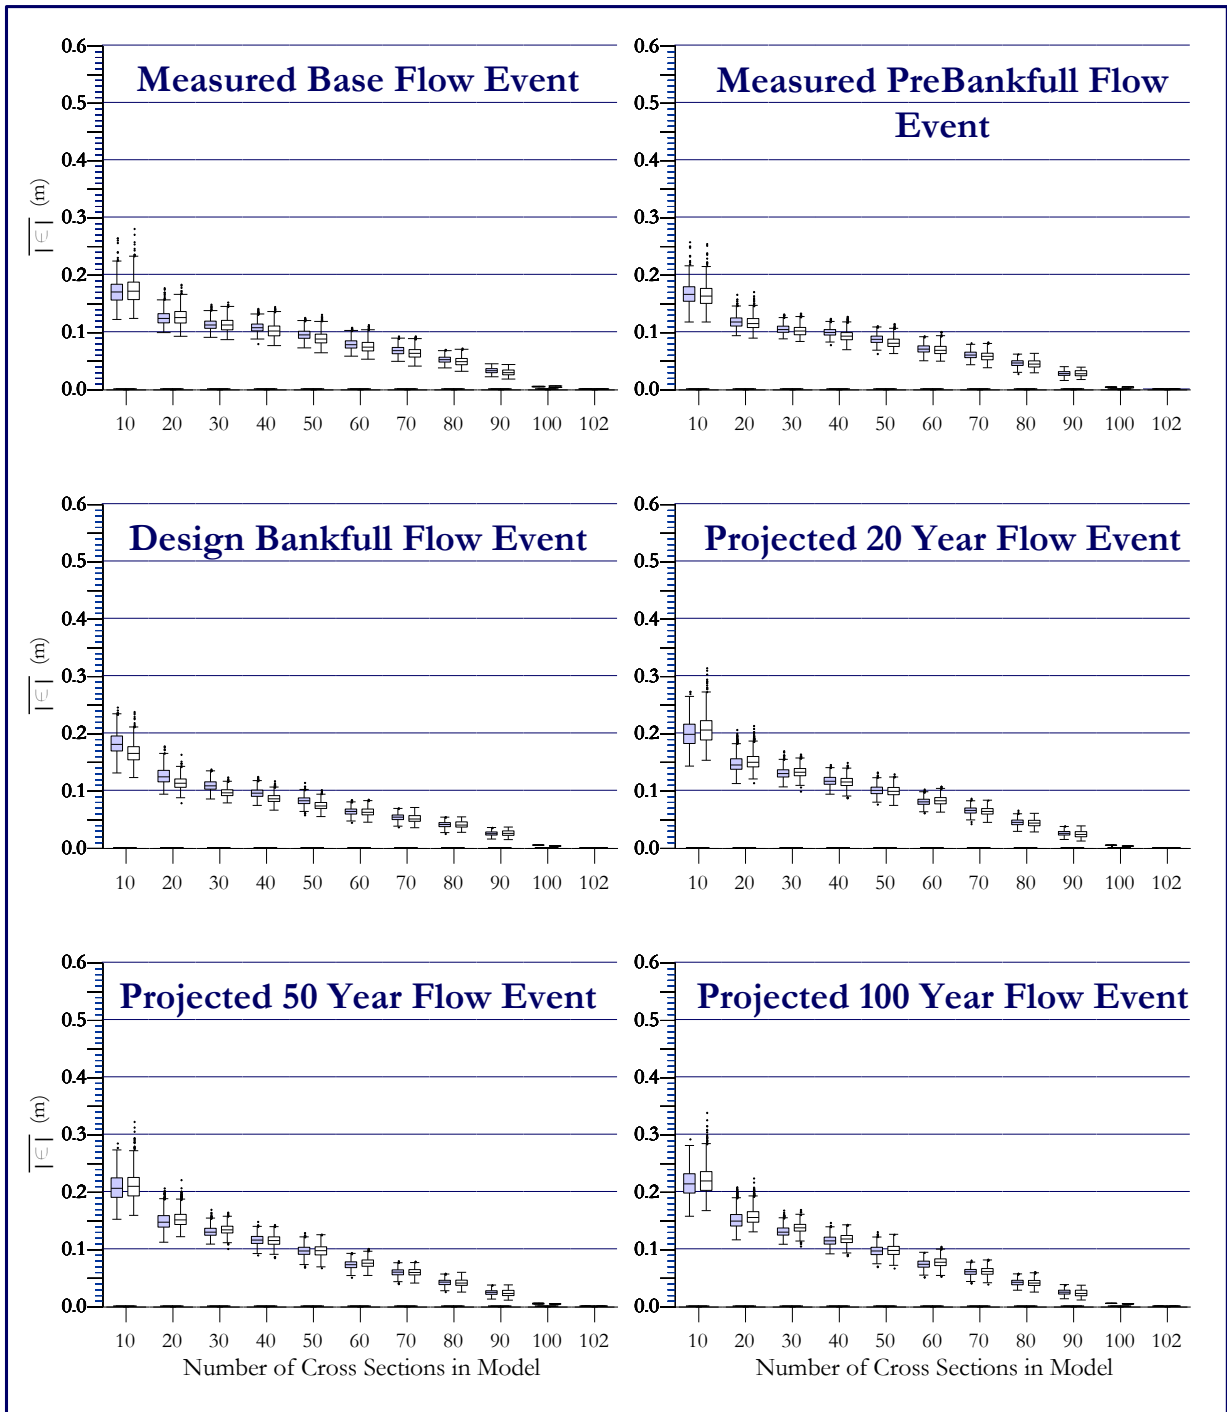 Measured Base Flow Event
0.6
0.5
0.4
0.3
0.2
0.1
0.0
|ϵ| (m)
10 20 30 40 50 60 70 80 90 100 102
Measured PreBankfull Flow
Event
0.6
0.5
0.4
0.3
0.2
0.1
0.0
10 20 30 40 50 60 70 80 90 100 102
Design Bankfull Flow Event
0.6
0.5
0.4
0.3
0.2
0.1
0.0
|ϵ| (m)
10 20 30 40 50 60 70 80 90 100 102
Projected 20 Year Flow Event
0.6
0.5
0.4
0.3
0.2
0.1
0.0
10 20 30 40 50 60 70 80 90 100 102
Projected 50 Year Flow Event
0.6
0.5
0.4
0.3
0.2
0.1
0.0
|ϵ| (m)
10 20 30 40 50 60 70 80 90 100 102
Number of Cross Sections in Model
Projected 100 Year Flow Event
0.6
0.5
0.4
0.3
0.2
0.1
0.0
10 20 30 40 50 60 70 80 90 100 102
Number of Cross Sections in Model